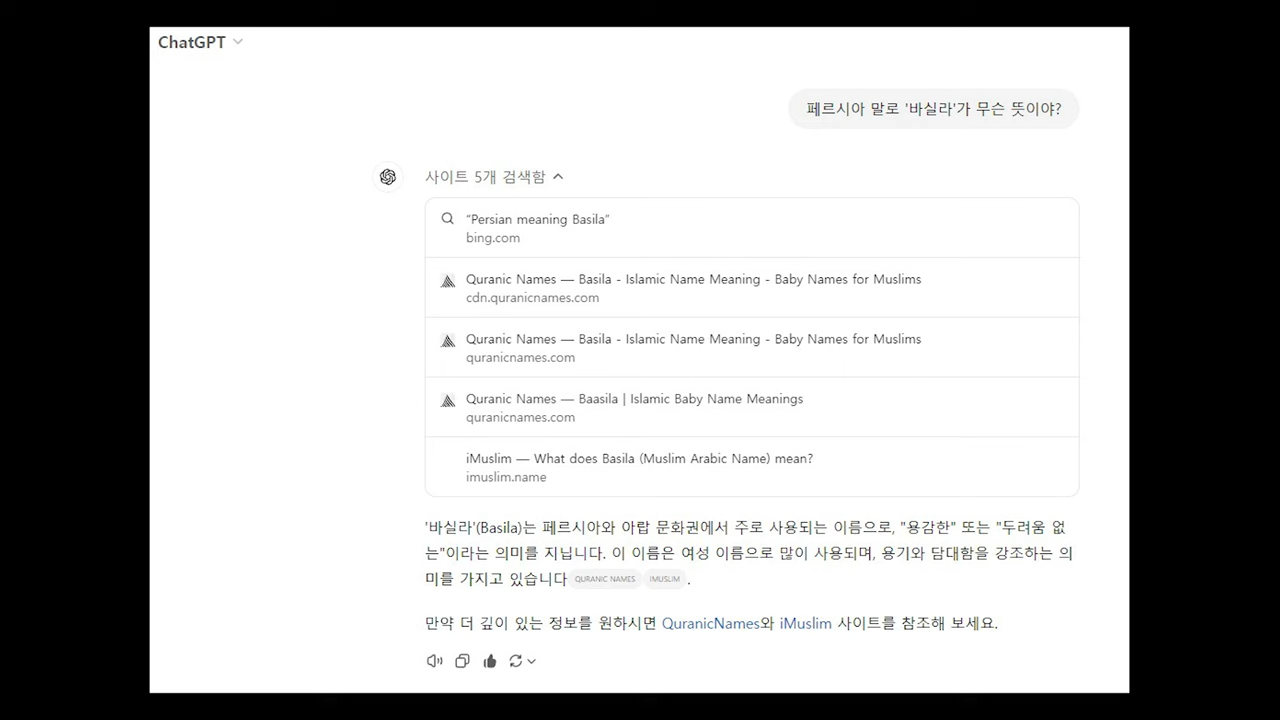 ChatGPT
페르시아 말로 '바실라'가 무슨 뜻이야?
사이트 5개 검색함
“Persian meaning Basila”
bing.com
Quranic Names — Basila - Islamic Name Meaning - Baby Names for Muslims
cdn.quranicnames.com
Quranic Names — Basila - Islamic Name Meaning - Baby Names for Muslims
quranicnames.com
Quranic Names — Baasila | Islamic Baby Name Meanings
quranicnames.com
iMuslim — What does Basila (Muslim Arabic Name) mean?
imuslim.name
'바실라'(Basila)는 페르시아와 아랍 문화권에서 주로 사용되는 이름으로, "용감한" 또는 "두려움 없
는"이라는 의미를 지닙니다. 이 이름은 여성 이름으로 많이 사용되며, 용기와 담대함을 강조하는 의
미를 가지고 있습니다 QURANIC NAMES IMUSLIM .
만약 더 깊이 있는 정보를 원하시면 QuranicNames와 iMuslim 사이트를 참조해 보세요.